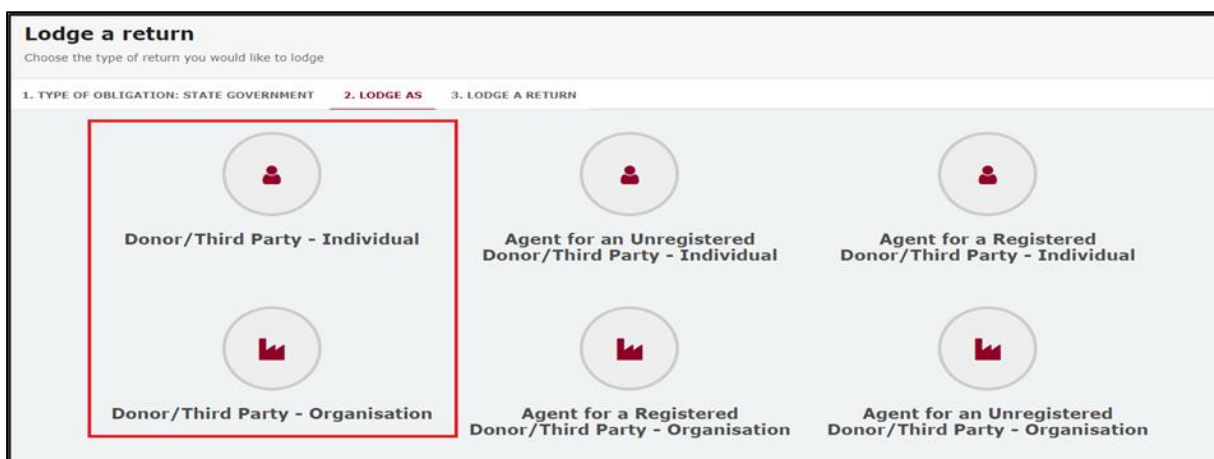 Lodge a return
Choose the type of return you would like to lodge
1. TYPE OF OBLIGATION: STATE GOVERNMENT 2. LODGE AS 3. LODGE A RETURN
Donor/Third Party - Individual
Agent for an Unregistered
Donor/Third Party - Individual
Agent for a Registered
Donor/Third Party - Individual
Donor/Third Party - Organisation
Agent for a Registered
Donor/Third Party - Organisation
Agent for an Unregistered
Donor/Third Party - Organisation